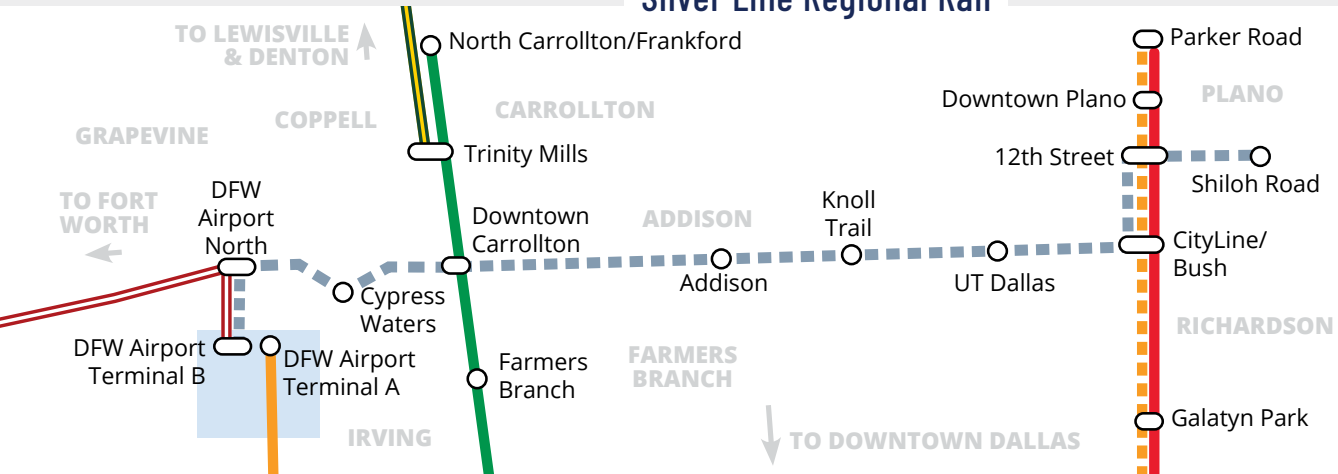 Silver Line Regional Rail
TO LEWISVILLE
& DENTON
North Carrollton/Frankford
Parker Road
COPPELL
CARROLLTON
Downtown Plano
PLANO
GRAPEVINE
Trinity Mills
12th Street
Shiloh Road
TO FORT
WORTH
DFW
Airport
North
Downtown
Carrollton
ADDISON
Knoll
Trail
CityLine/
Bush
Cypress
Waters
Addison
UT Dallas
RICHARDSON
DFW Airport
Terminal B
DFW Airport
Terminal A
Farmers
Branch
FARMERS
BRANCH
Galatyn Park
IRVING
TO DOWNTOWN DALLAS